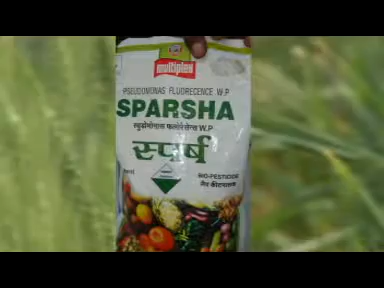 multiplex
PSEUDOMONAS FLUORECENCE W.P
SPARSHA
स्युडोमोनास फ्लोरेसेन्स W.P
स्पर्ष
BIO-PESTICIDE
जैव कीटनाशक